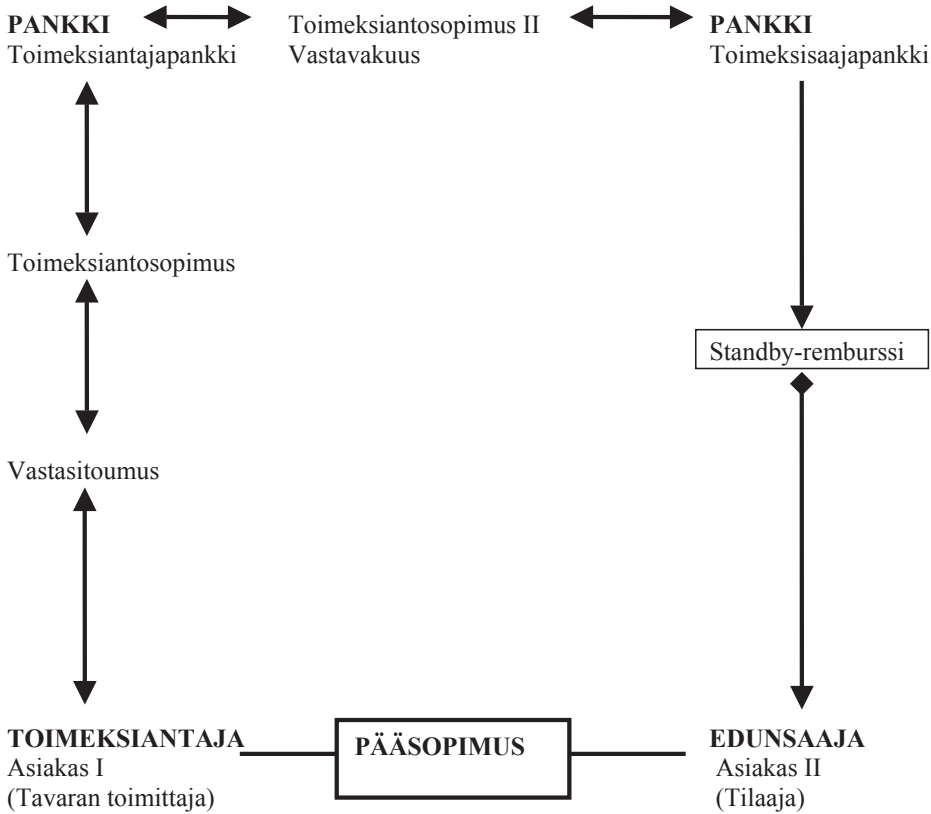 PANKKI
Toimeksiantajapankki
Toimeksiantosopimus II
Vastavakuus
PANKKI
Toimeksisaajapankki
Toimeksiantosopimus
Standby-remburssi
Vastasitoumus
TOIMEKSIANTAJA
Asiakas I
(Tavaran toimittaja)
PÄÄSOPIMUS
EDUNSAAJA
Asiakas II
(Tilaaja)